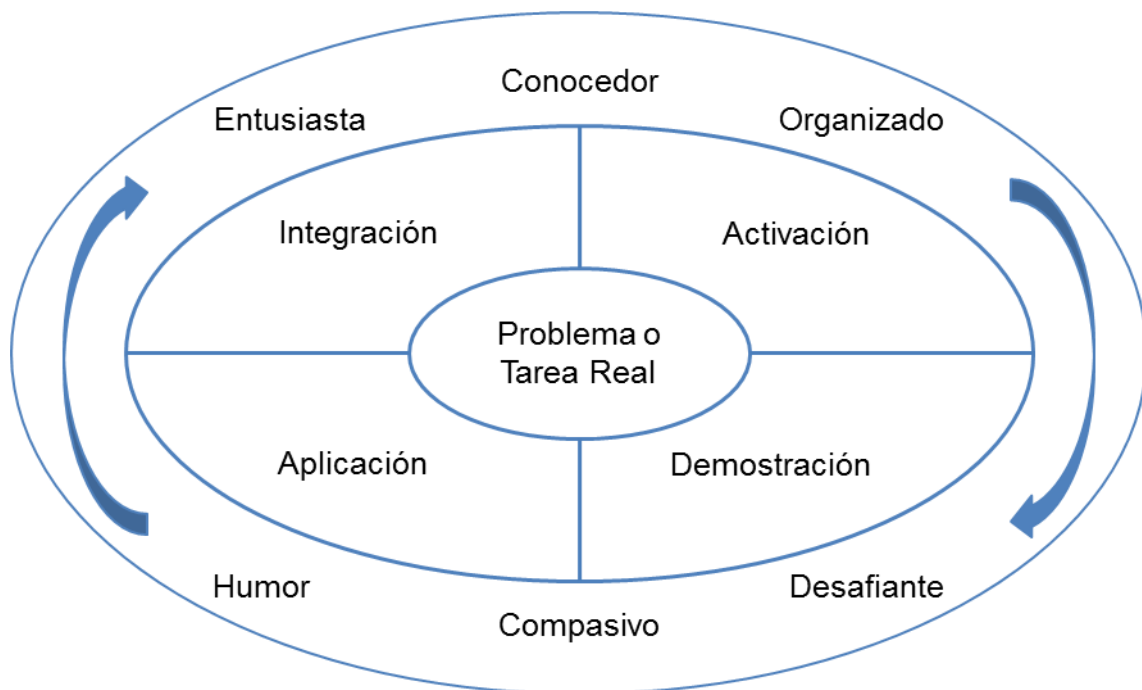 Conocedor
Entusiasta
Organizado
Integración
Activación
Problema o
Tarea Real
Aplicación
Demostración
Humor
Desafiante
Compasivo